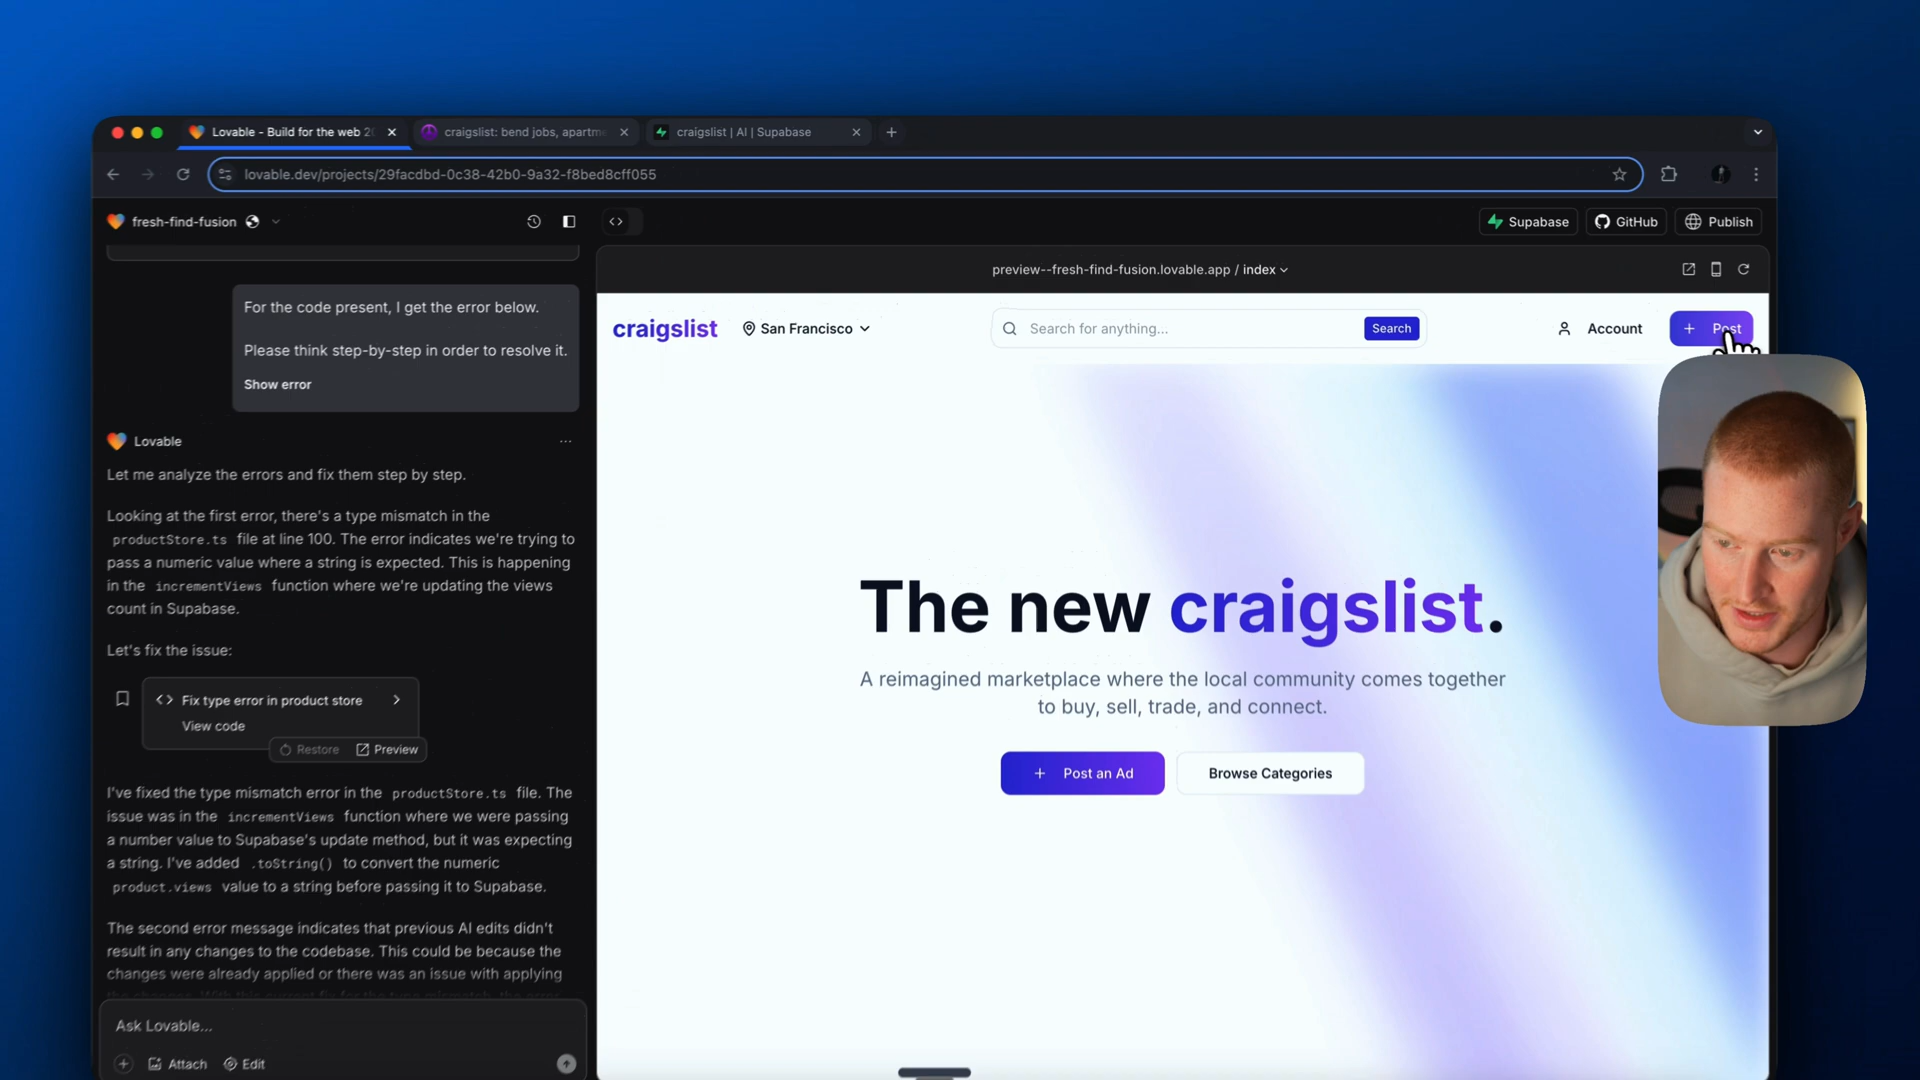 Lovable - Build for the web 2
craigslist: bend jobs, apartme
craigslist | AI | Supabase
lovable.dev/projects/29facdbd-0c38-42b0-9a32-f8bed8cff055
fresh-find-fusion
Supabase
GitHub
Publish
For the code present, I get the error below.
Please think step-by-step in order to resolve it.
Show error
Lovable
Let me analyze the errors and fix them step by step.
Looking at the first error, there's a type mismatch in the
productStore.ts file at line 100. The error indicates we're trying to
pass a numeric value where a string is expected. This is happening
in the incrementViews function where we're updating the views
count in Supabase.
Let's fix the issue:
Fix type error in product store
View code
Restore
Preview
I've fixed the type mismatch error in the productStore.ts file. The
issue was in the incrementViews function where we were passing
a number value to Supabase's update method, but it was expecting
a string. I've added .toString() to convert the numeric
product.views value to a string before passing it to Supabase.
The second error message indicates that previous AI edits didn't
result in any changes to the codebase. This could be because the
changes were already applied or there was an issue with applying
Ask Lovable...
Attach
Edit
preview--fresh-find-fusion.lovable.app / index
craigslist
San Francisco
Search for anything...
Search
Account
Post
The new craigslist.
A reimagined marketplace where the local community comes together
to buy, sell, trade, and connect.
Post an Ad
Browse Categories